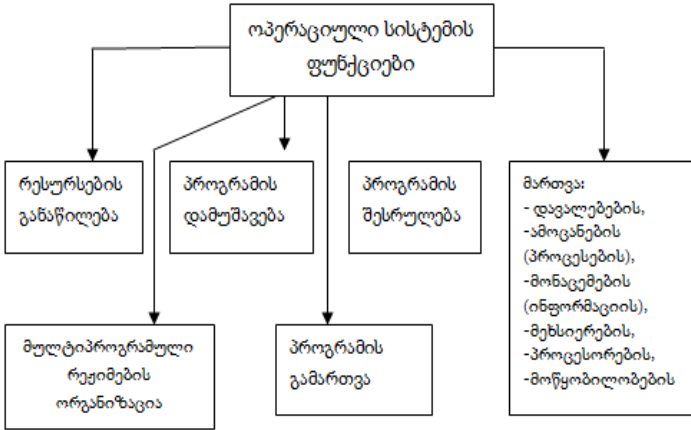 ოპერაციული სისტემის
ფუნქციები
რესურსების
განაწილება
პროგრამის
დამუშავება
პროგრამის
შესრულება
მართვა:
- დავალებების,
-ამოცანების
(პროცესების),
-მონაცემების
(ინფორმაციის),
-მეხსიერების,
-პროცესორების,
-მოწყობილობების
მულტიპროგრამული
რეჟიმების
ორგანიზაცია
პროგრამის
გამართვა